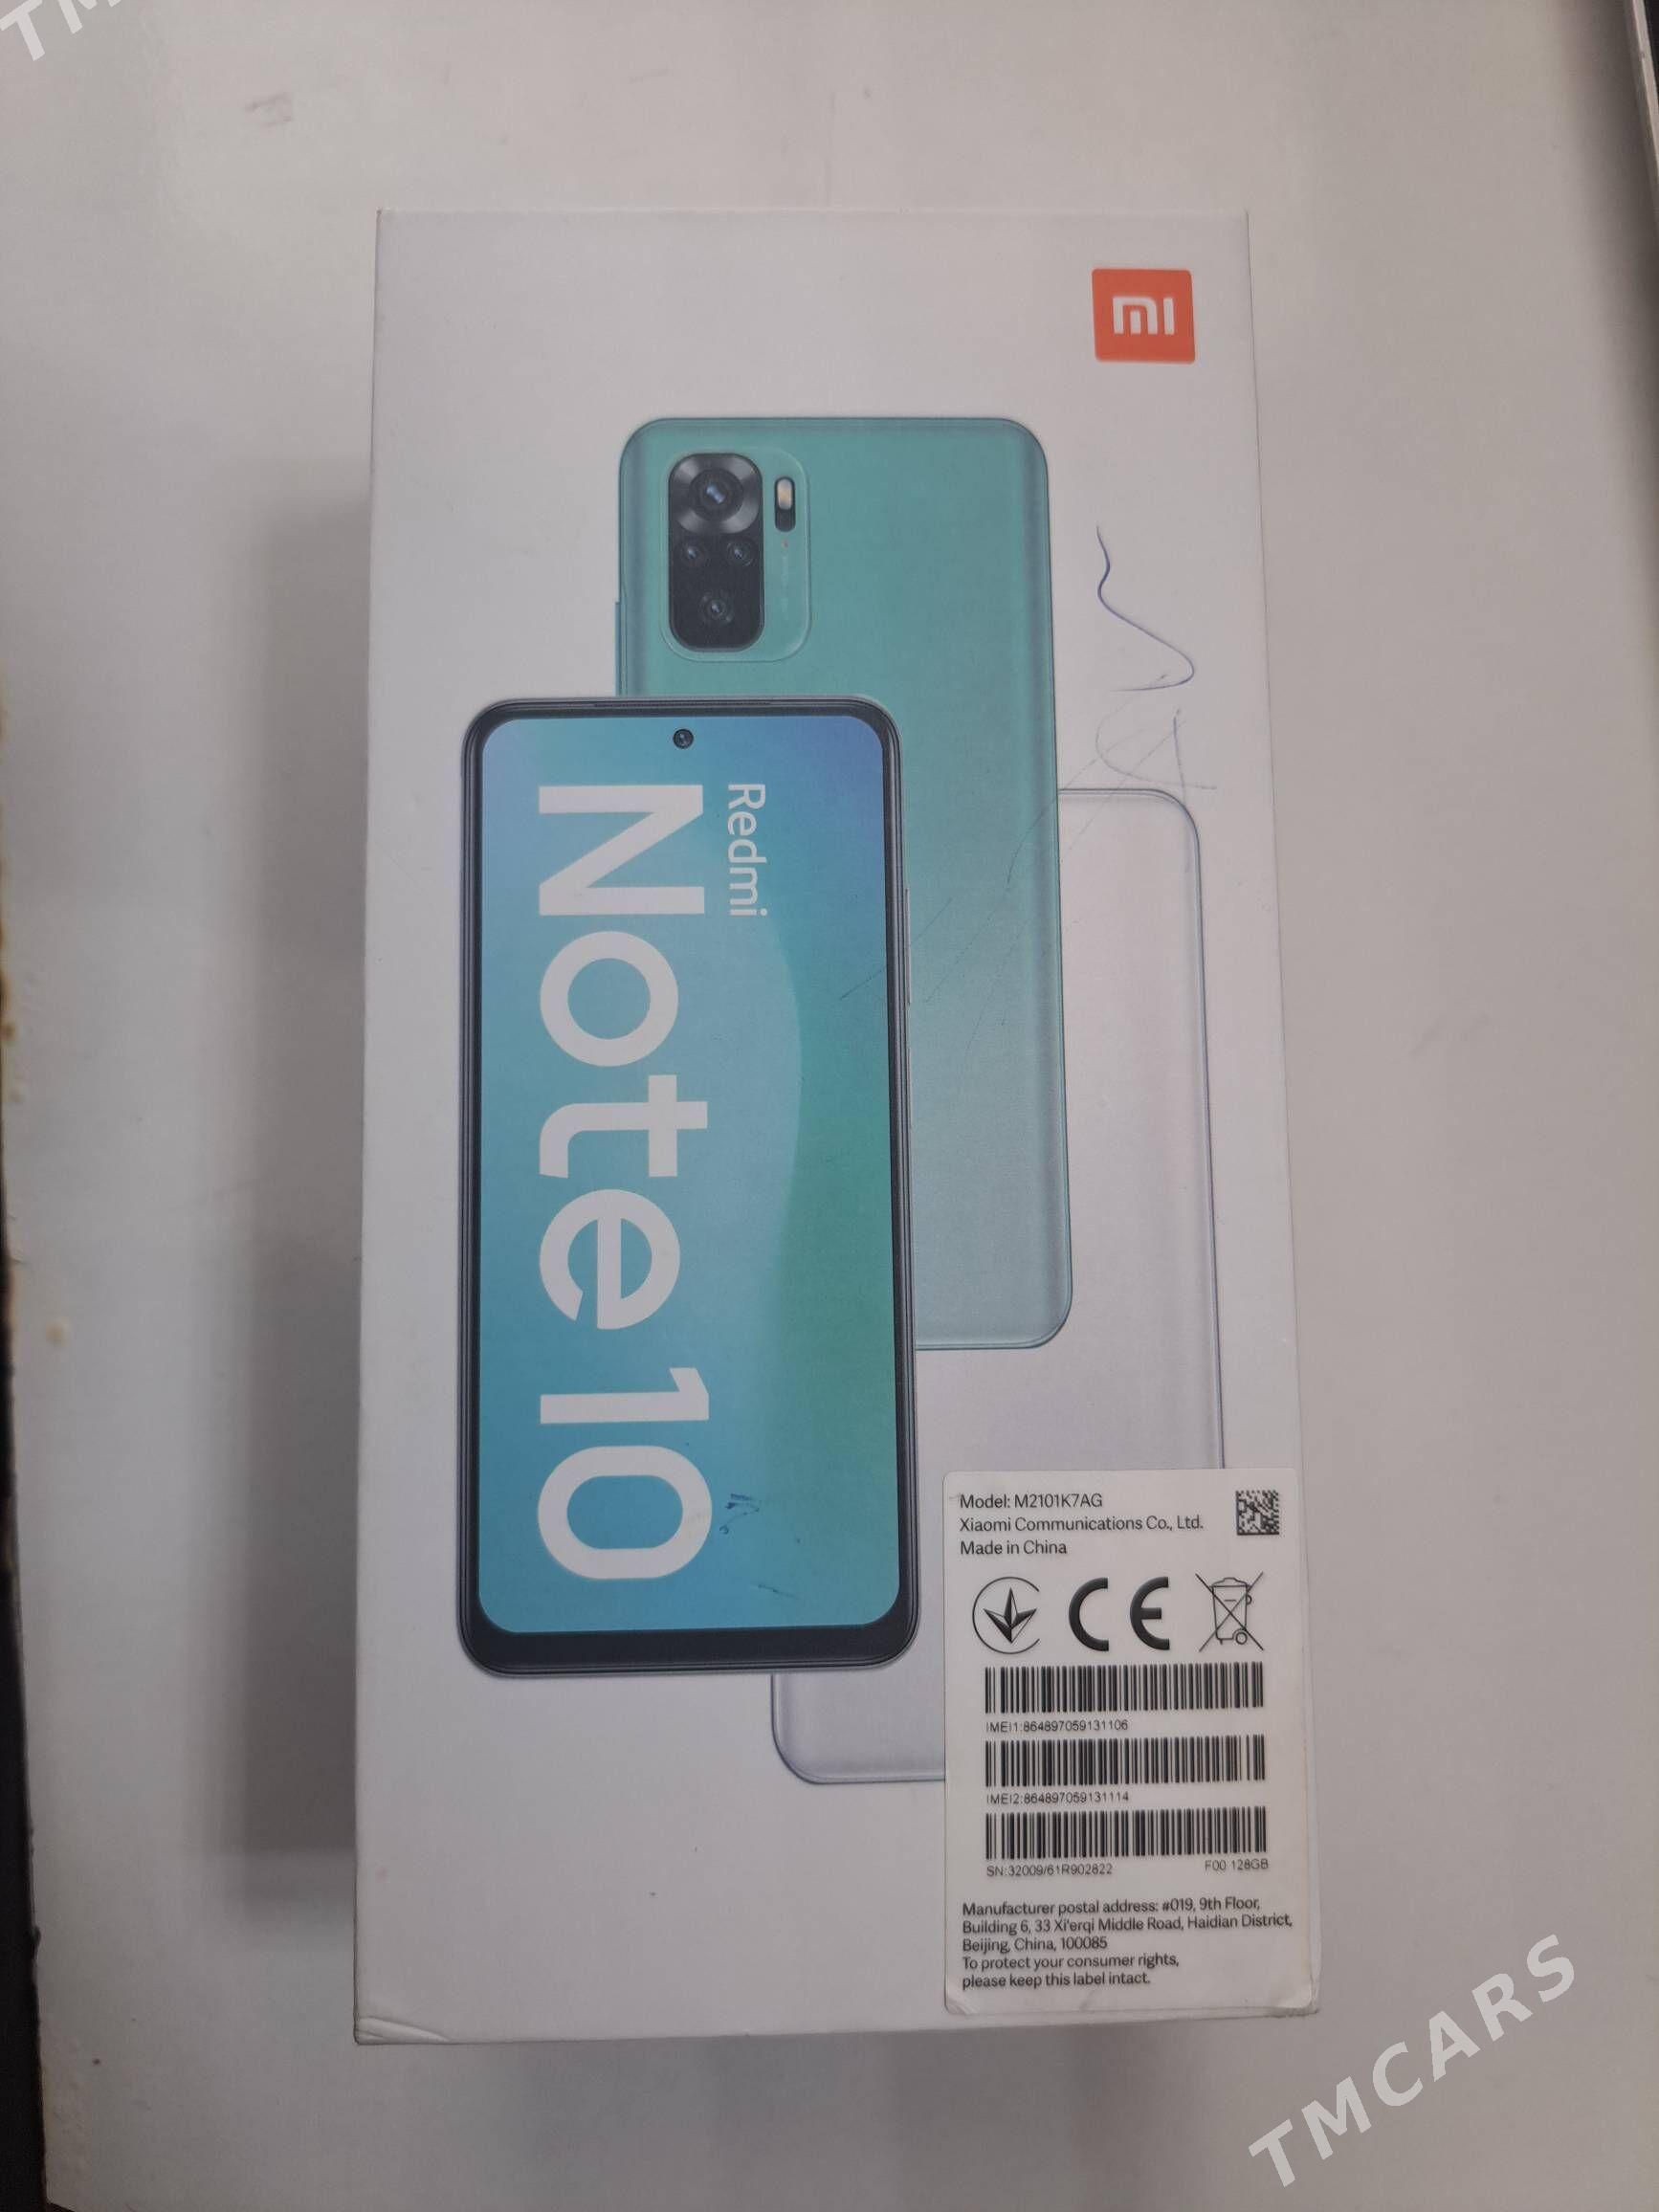 mi
Redmi
Note 10
Model: M2101K7AG
Xiaomi Communications Co., Ltd.
Made in China
CE
IMEI1:864897059131106
IMEI2:864897059131114
SN:32009/61R902822 F00 128GB
Manufacturer postal address: #019, 9th Floor,
Building 6, 33 Xi'erqi Middle Road, Haidian District,
Beijing, China, 100085
To protect your consumer rights,
please keep this label intact.
TMCARS